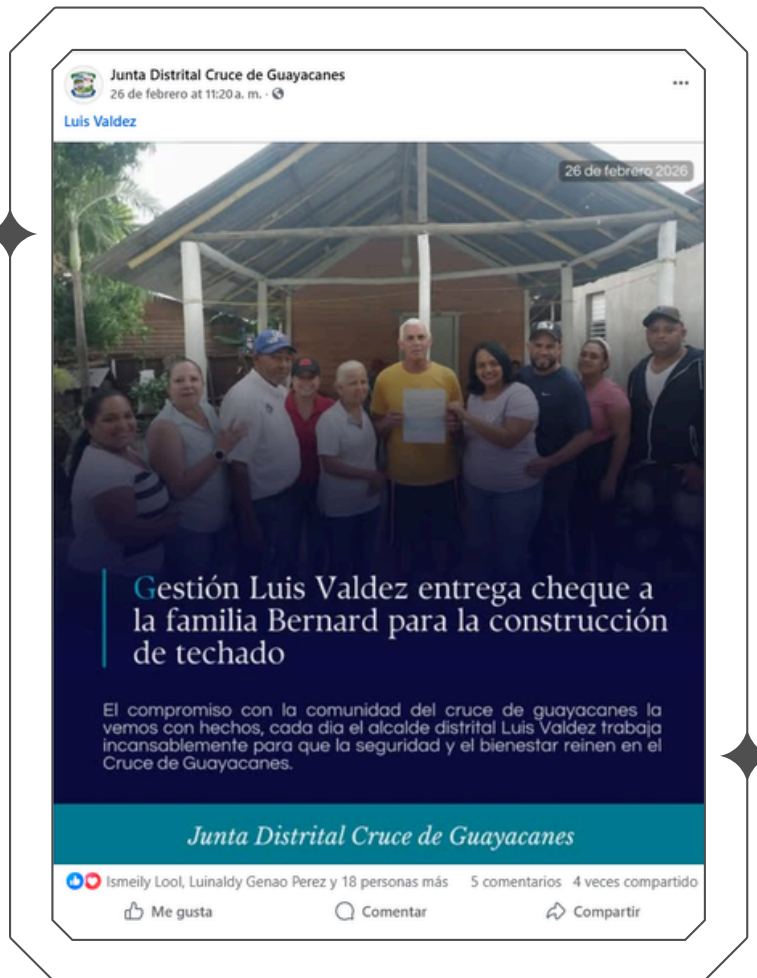 Junta Distrital Cruce de Guayacanes
26 de febrero at 11:20 a. m. ·
Luis Valdez
26 de febrero 2026
Gestión Luis Valdez entrega cheque a
la familia Bernard para la construcción
de techado
El compromiso con la comunidad del cruce de guayacanes la
vemos con hechos, cada dia el alcalde distrital Luis Valdez trabaja
incansablemente para que la seguridad y el bienestar reinen en el
Cruce de Guayacanes.
Junta Distrital Cruce de Guayacanes
Ismeily Lool, Luinaldy Genao Perez y 18 personas más 5 comentarios 4 veces compartido
Me gusta Comentar Compartir